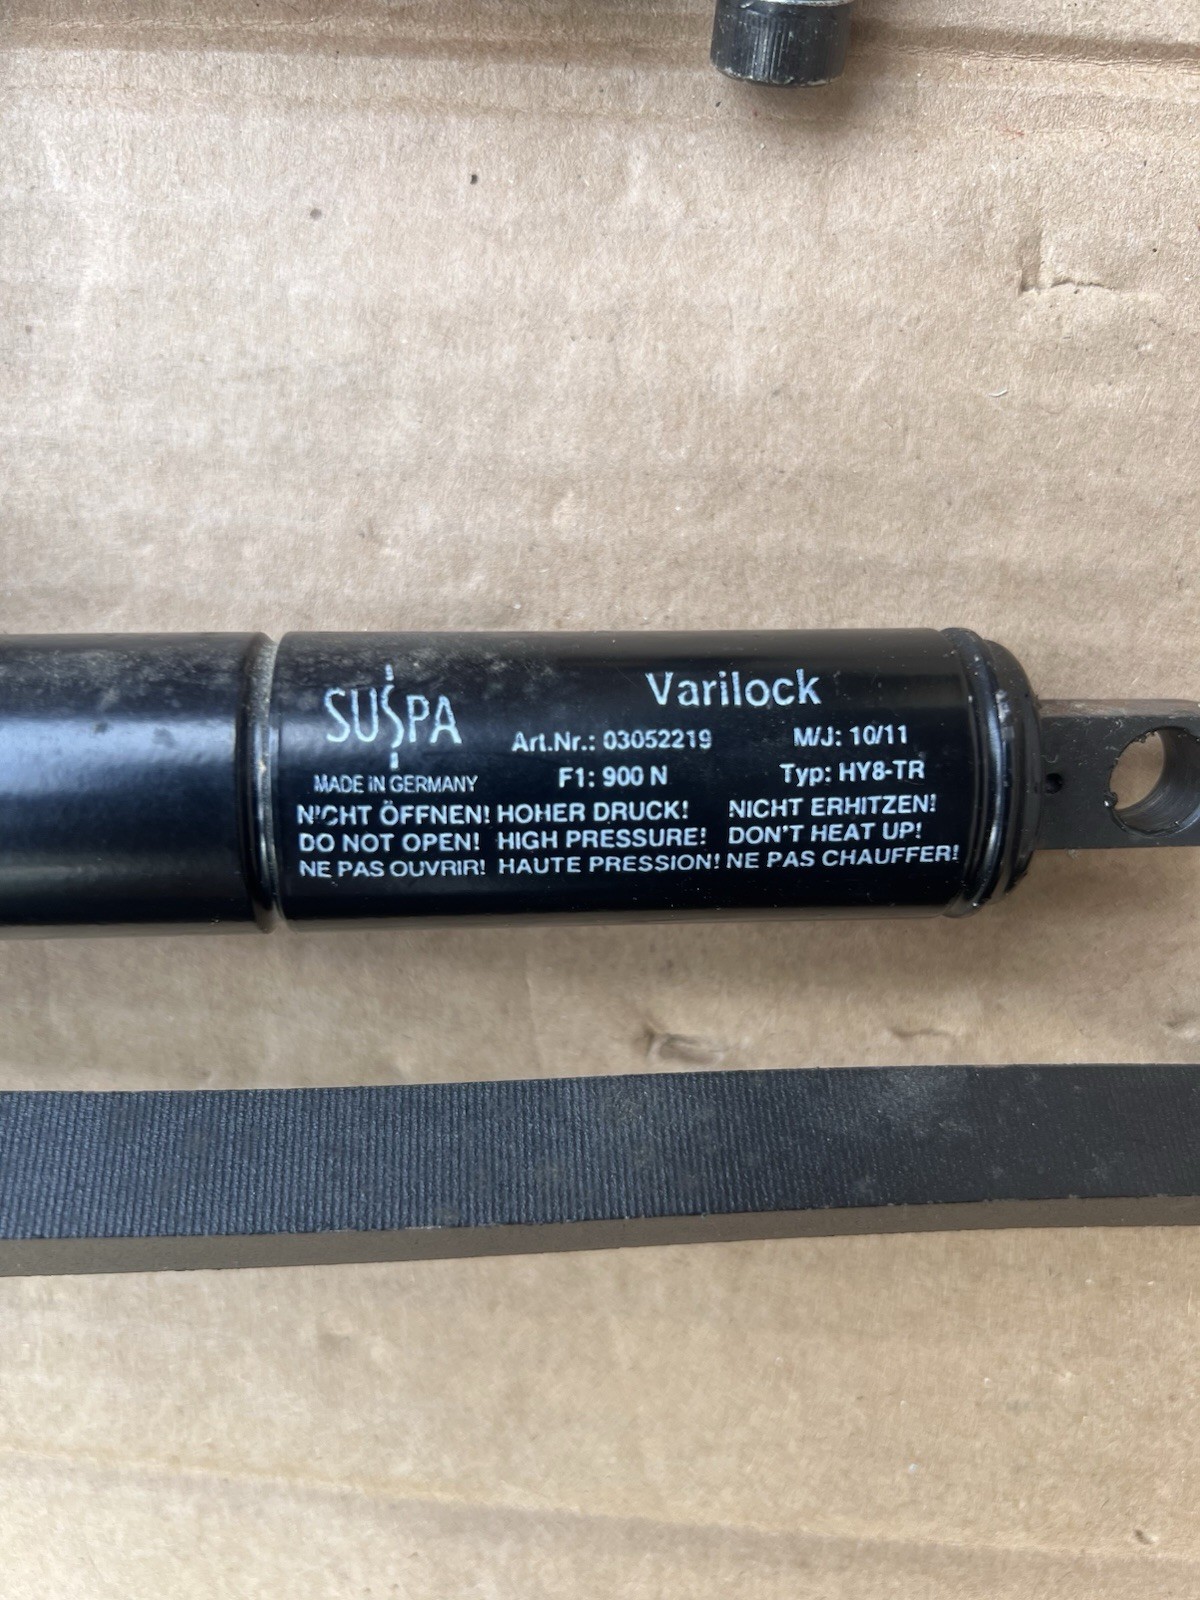 SUSPA Varilock
Art.Nr.: 03052219 M/J: 10/11
MADE IN GERMANY F1: 900 N Typ: HY8-TR
NICHT ÖFFNEN! HOHER DRUCK! NICHT ERHITZEN!
DO NOT OPEN! HIGH PRESSURE! DON'T HEAT UP!
NE PAS OUVRIR! HAUTE PRESSION! NE PAS CHAUFFER!